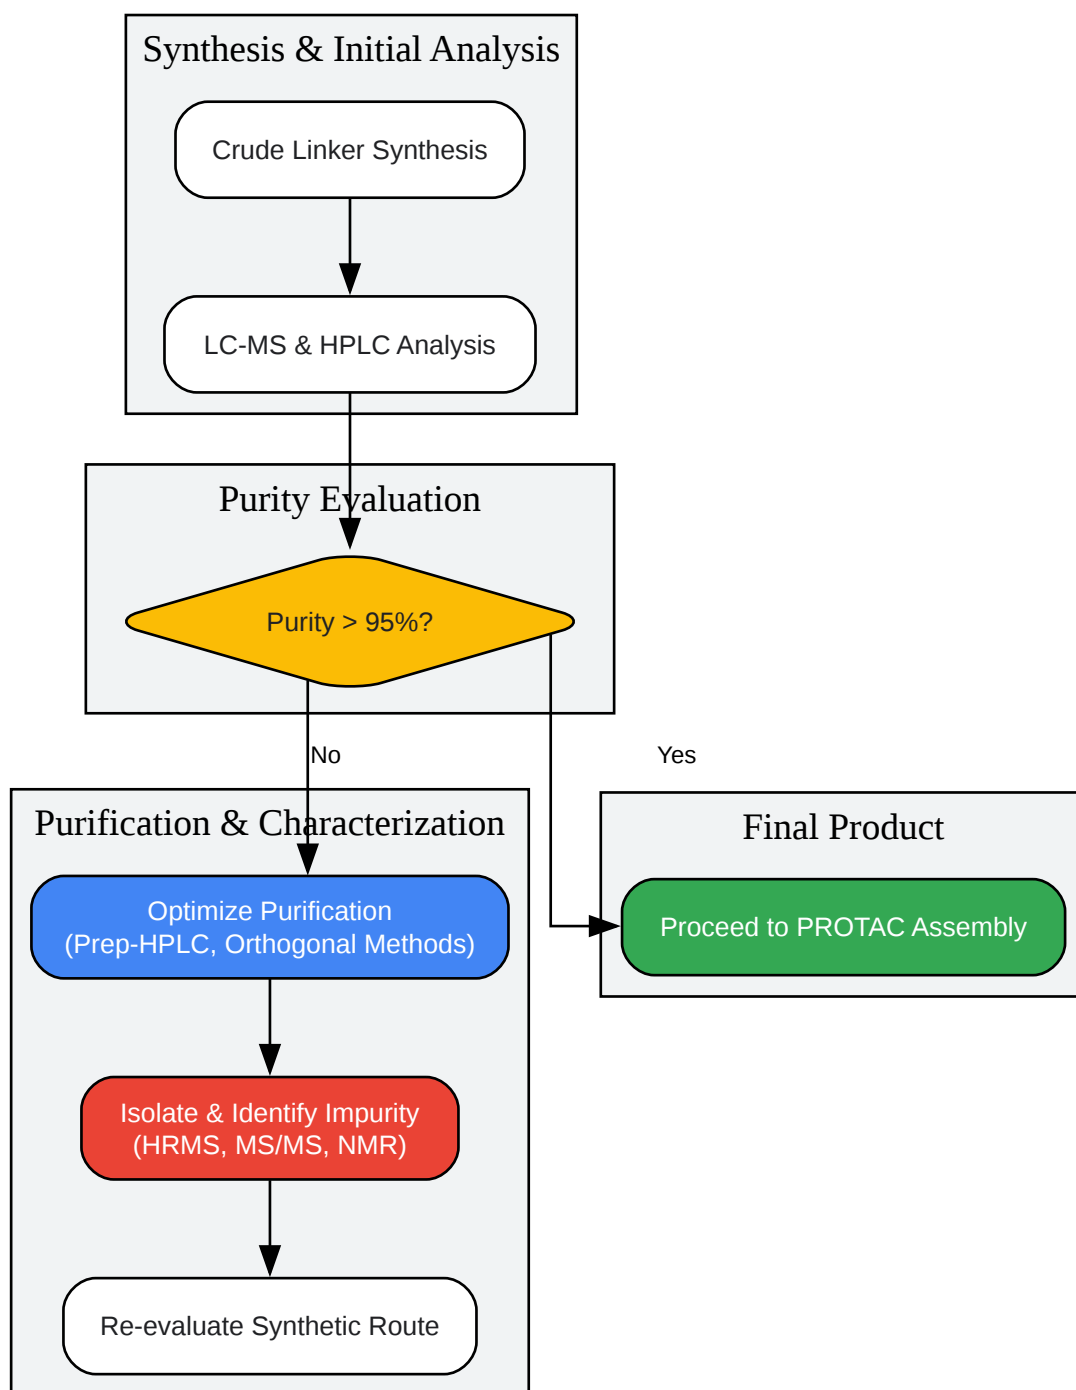 Synthesis & Initial Analysis
Crude Linker Synthesis
LC-MS & HPLC Analysis
Purity Evaluation
Purity > 95%?
No
Yes
Purification & Characterization
Optimize Purification
(Prep-HPLC, Orthogonal Methods)
Isolate & Identify Impurity
(HRMS, MS/MS, NMR)
Re-evaluate Synthetic Route
Final Product
Proceed to PROTAC Assembly